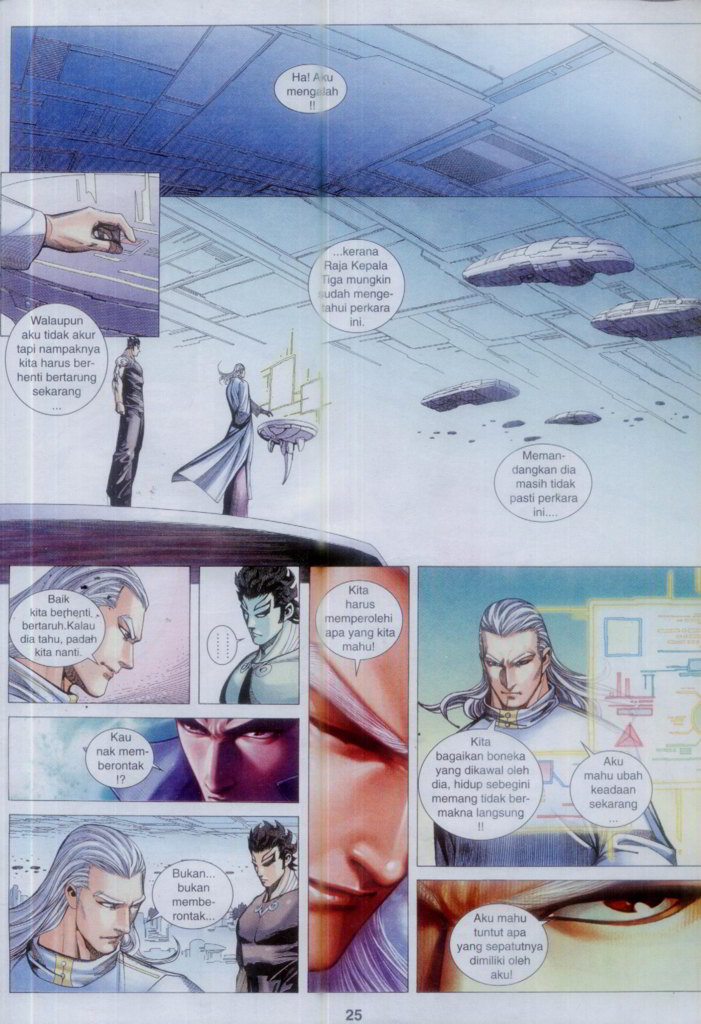 Ha! Aku
mengalah
!!
Walaupun
aku tidak akur
tapi nampaknya
kita harus ber-
henti bertarung
sekarang
...
...kerana
Raja Kepala
Tiga mungkin
sudah menge-
tahui perkara
ini.
Meman-
dangkan dia
masih tidak
pasti perkara
ini....
Baik
kita berhenti,
bertaruh.Kalau
dia tahu, padah
kita nanti.
......
Kau
nak mem-
berontak
!?
Bukan...
bukan
membe-
rontak...
Kita
harus
memperolehi
apa yang kita
mahu!
Kita
bagaikan boneka
yang dikawal oleh
dia, hidup sebegini
memang tidak ber-
makna langsung
!!
Aku
mahu ubah
keadaan
sekarang
...
Aku mahu
tuntut apa
yang sepatutnya
dimiliki oleh
aku!
25